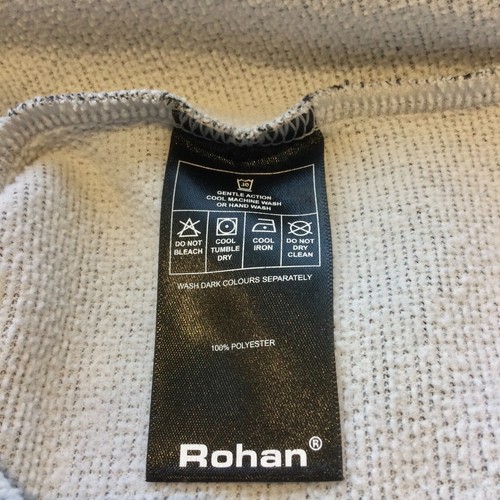 30
GENTLE ACTION
COOL MACHINE WASH
OR HAND WASH
DO NOT BLEACH
COOL TUMBLE DRY
COOL IRON
DO NOT DRY CLEAN
WASH DARK COLOURS SEPARATELY
100% POLYESTER
Rohan®